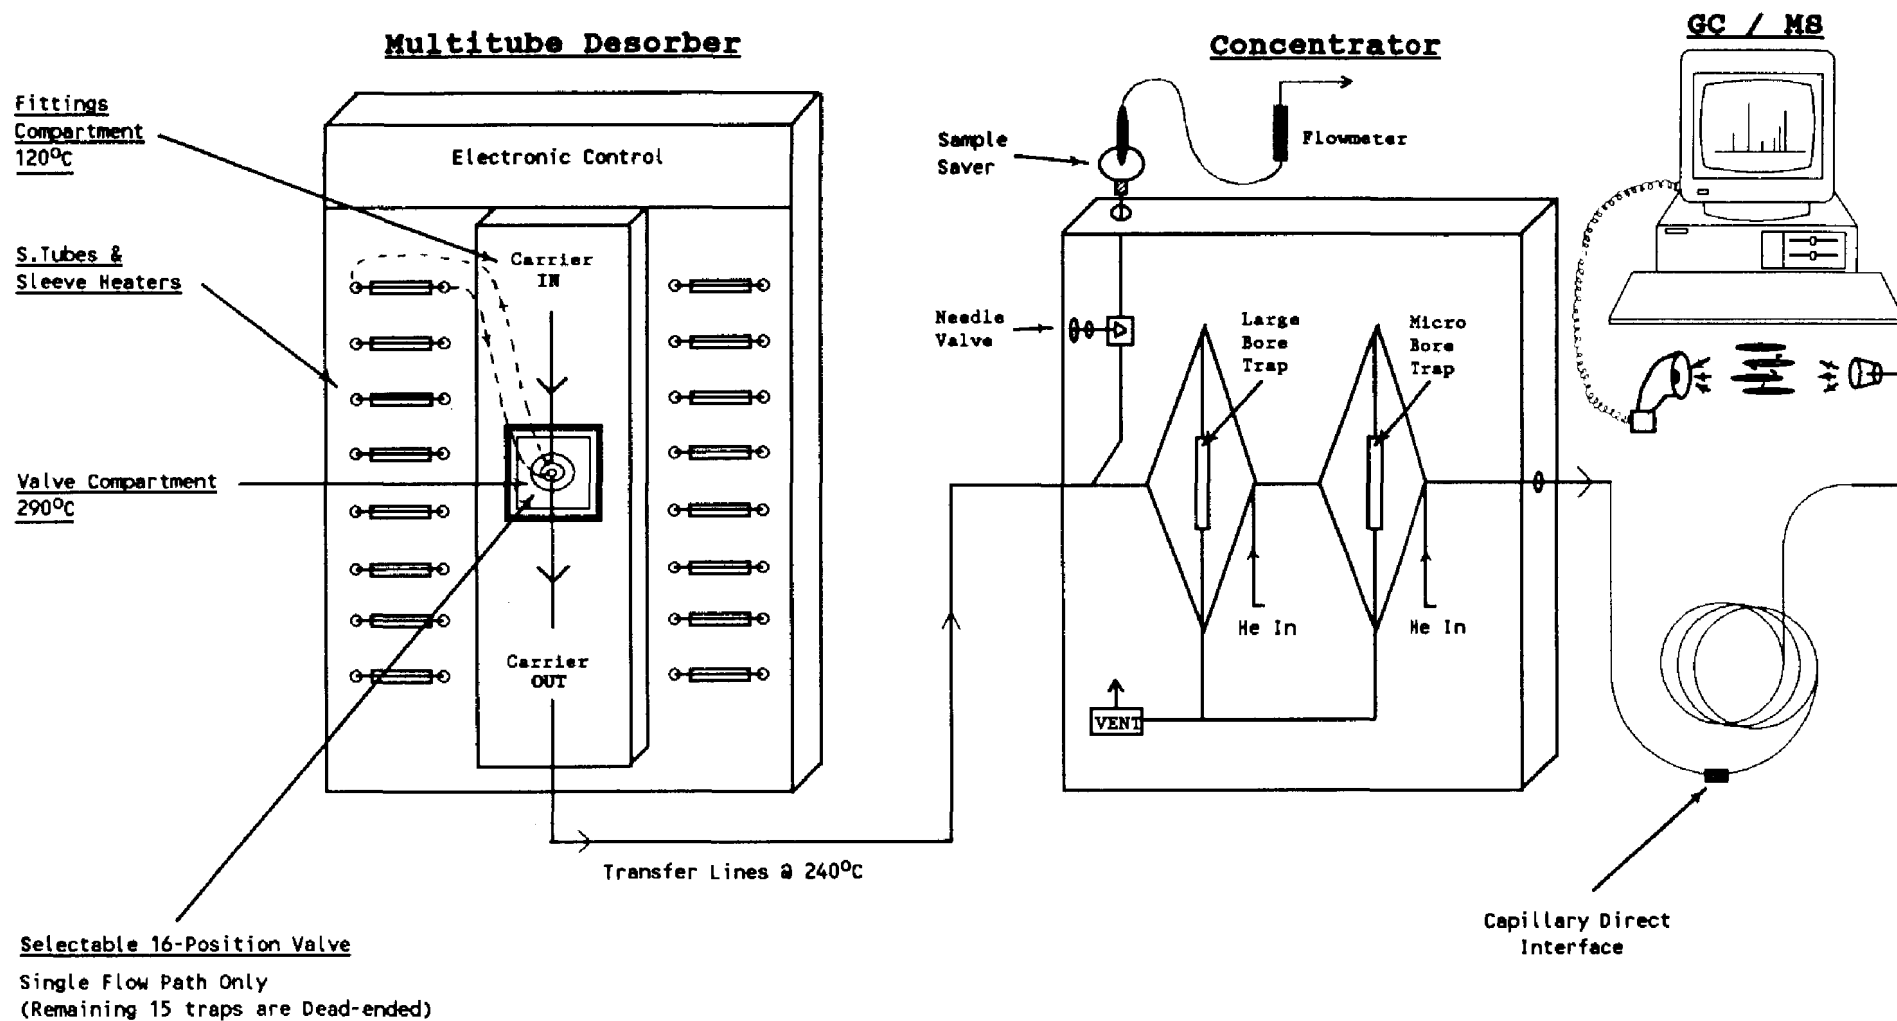 Multitube Desorber
Concentrator
GC / MS
Fittings
Compartment
120°C
Electronic Control
Sample
Saver
Flowmeter
S.Tubes &
Sleeve Heaters
Carrier
IN
Needle
Valve
Large
Bore
Trap
Micro
Bore
Trap
Valve Compartment
290°C
He In
He In
Carrier
OUT
VENT
Transfer Lines @ 240°C
Capillary Direct
Interface
Selectable 16-Position Valve
Single Flow Path Only
(Remaining 15 traps are Dead-ended)